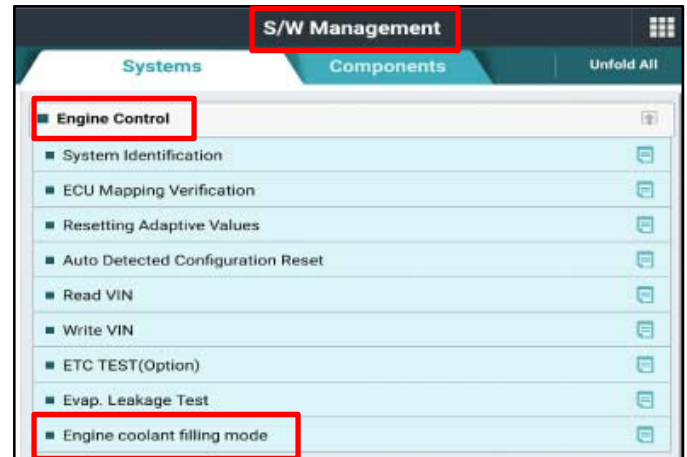 S/W Management
Systems
Components
Unfold All
Engine Control
System Identification
ECU Mapping Verification
Resetting Adaptive Values
Auto Detected Configuration Reset
Read VIN
Write VIN
ETC TEST(Option)
Evap. Leakage Test
Engine coolant filling mode